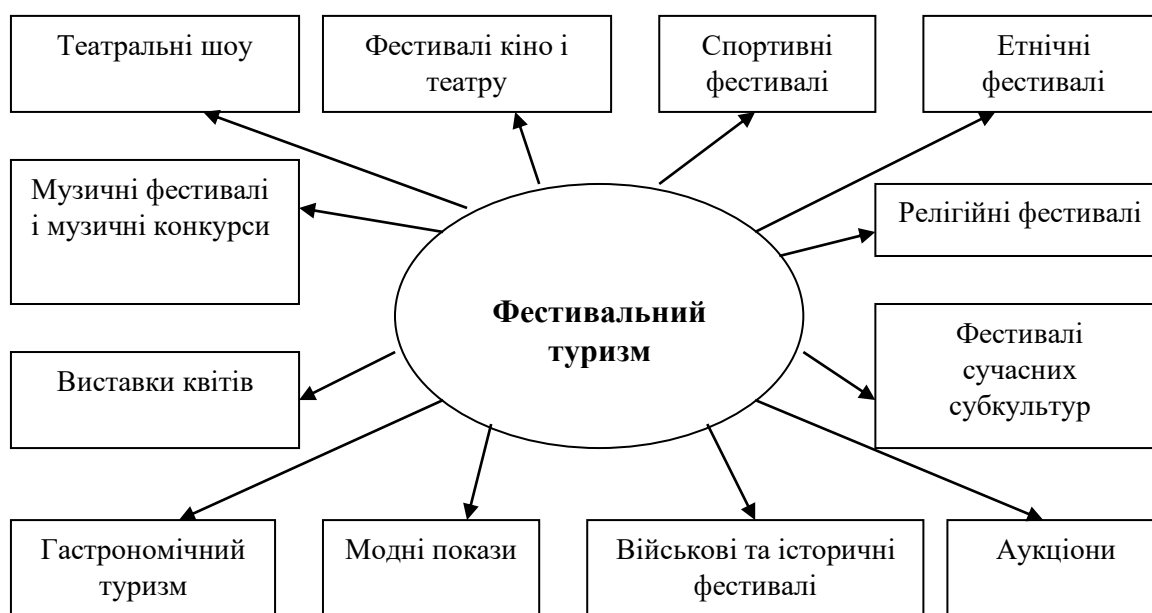 Театральні шоу
Фестивалі кіно і
театру
Спортивні
фестивалі
Етнічні
фестивалі
Музичні фестивалі
і музичні конкурси
Релігійні фестивалі
Фестивальний
туризм
Виставки квітів
Фестивалі
сучасних
субкультур
Гастрономічний
туризм
Модні покази
Військові та історичні
фестивалі
Аукціони